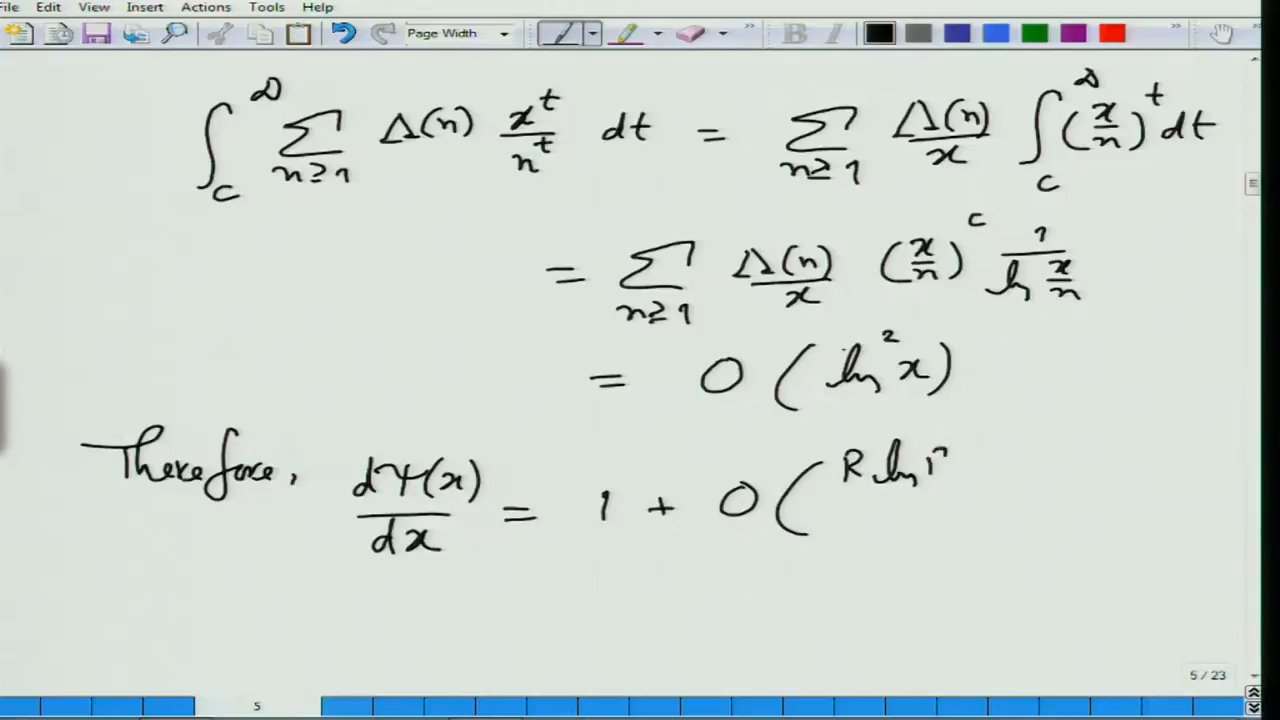 File Edit View Insert Actions Tools Help
Page Width
∫_C^∞ ∑_{n≥1} Λ(n) x^t/n^t dt = ∑_{n≥1} Λ(n)/x ∫_C^∞ (x/n)^t dt
= ∑_{n≥1} Λ(n)/x (x/n)^c 1/ln x/n
= O(ln² x)
Therefore, dψ(x)/dx = 1 + O(R ln
5 / 23
5